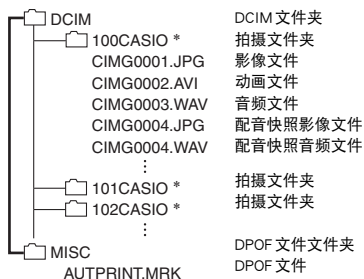 DCIM DCIM文件夹
100CASIO * 拍摄文件夹
CIMG0001.JPG 影像文件
CIMG0002.AVI 动画文件
CIMG0003.WAV 音频文件
CIMG0004.JPG 配音快照影像文件
CIMG0004.WAV 配音快照音频文件
⋮
101CASIO * 拍摄文件夹
102CASIO * 拍摄文件夹
⋮
MISC DPOF文件文件夹
AUTPRINT.MRK DPOF文件